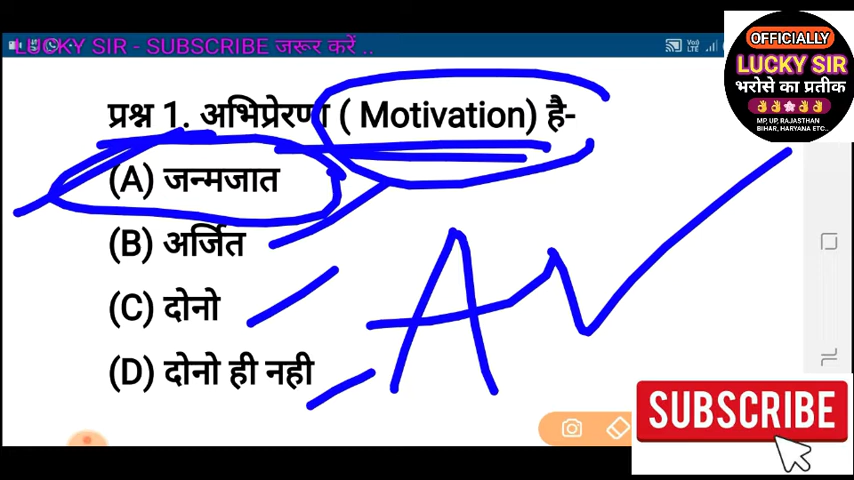 LUCKY SIR - SUBSCRIBE जरूर करें ..
OFFICIALLY
LUCKY SIR
भरोसे का प्रतीक
MP, UP, RAJASTHAN
BIHAR, HARYANA ETC..
प्रश्न 1. अभिप्रेरणा ( Motivation) है-
(A) जन्मजात
(B) अर्जित
(C) दोनो
(D) दोनो ही नही
A
SUBSCRIBE